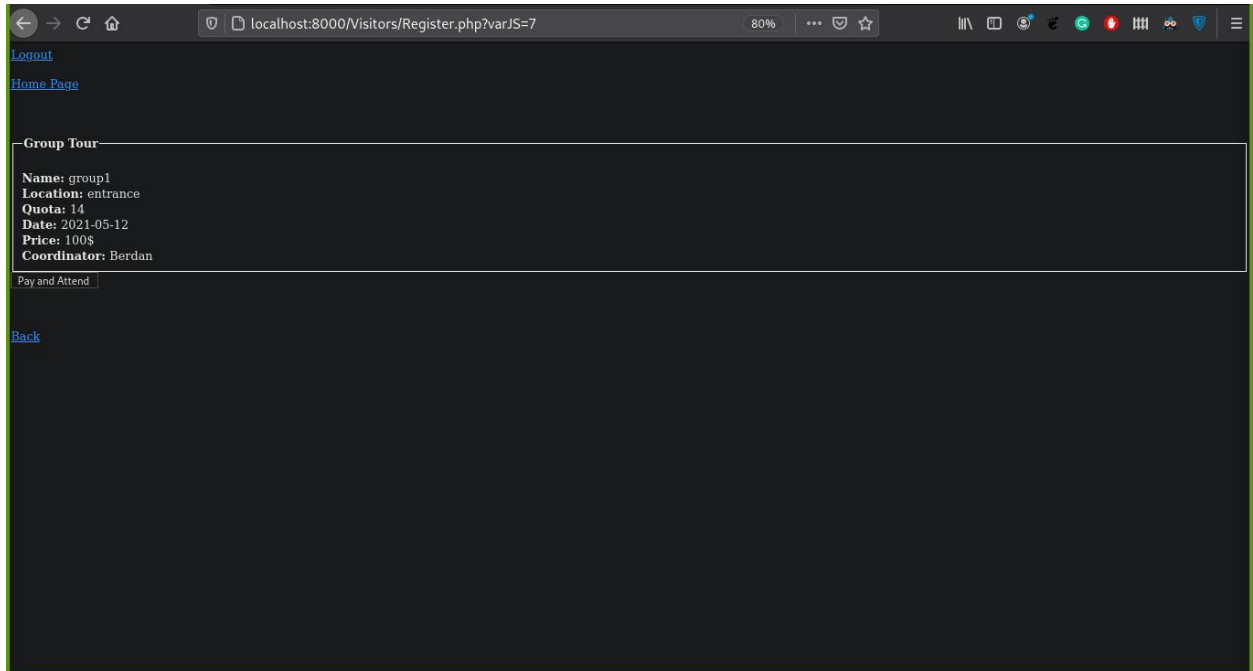 localhost:8000/Visitors/Register.php?varJS=7
80%
Logout
Home Page
Group Tour
Name: group1
Location: entrance
Quota: 14
Date: 2021-05-12
Price: 100$
Coordinator: Berdan
Pay and Attend
Back